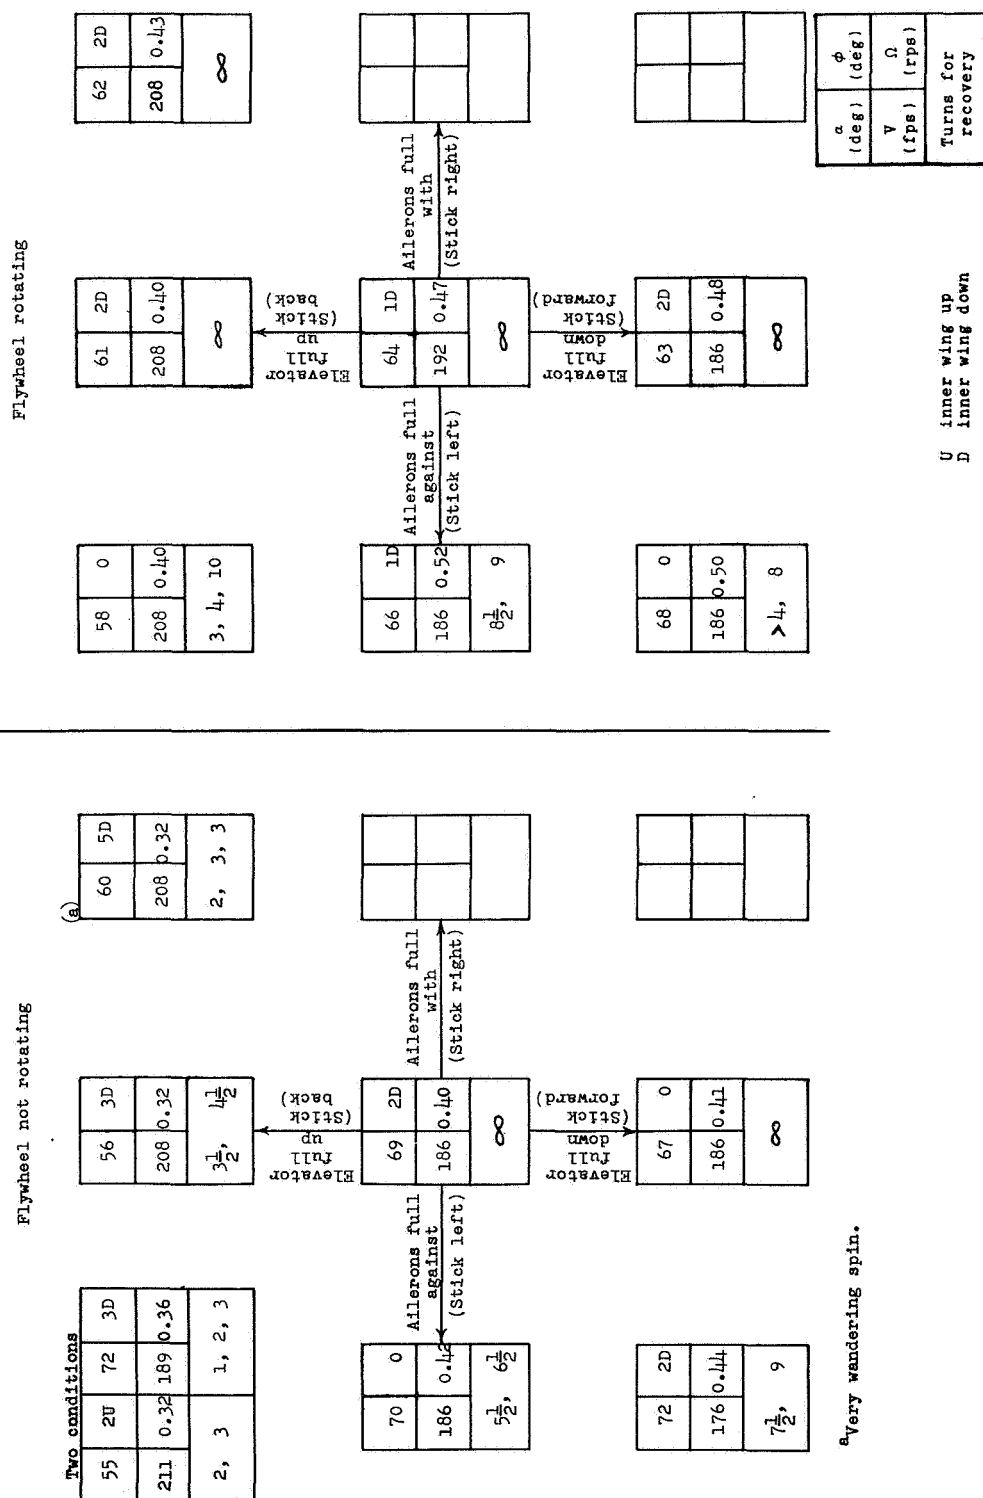 Flywheel not rotating
Two conditions
55 2U 72 3D
211 0.32 189 0.36
2, 3 1, 2, 3
56 3D
208 0.32
3½, 4½
(a)
60 5D
208 0.32
2, 3, 3
Elevator full up (Stick back)
70 0
186 0.42
5½, 6½
Ailerons full against
(Stick left)
69 2D
186 0.40
∞
Ailerons full with
(Stick right)
Elevator full down (Stick forward)
72 2D
176 0.44
7½, 9
67 0
186 0.41
∞
ᵃVery wandering spin.
Flywheel rotating
58 0
208 0.40
3, 4, 10
61 2D
208 0.40
∞
62 2D
208 0.43
∞
Elevator full up (Stick back)
66 1D
186 0.52
8½, 9
Ailerons full against
(Stick left)
64 1D
192 0.47
∞
Ailerons full with
(Stick right)
Elevator full down (Stick forward)
68 0
186 0.50
>4, 8
63 2D
186 0.48
∞
U inner wing up
D inner wing down
α (deg) ϕ (deg)
V (fps) Ω (rps)
Turns for recovery